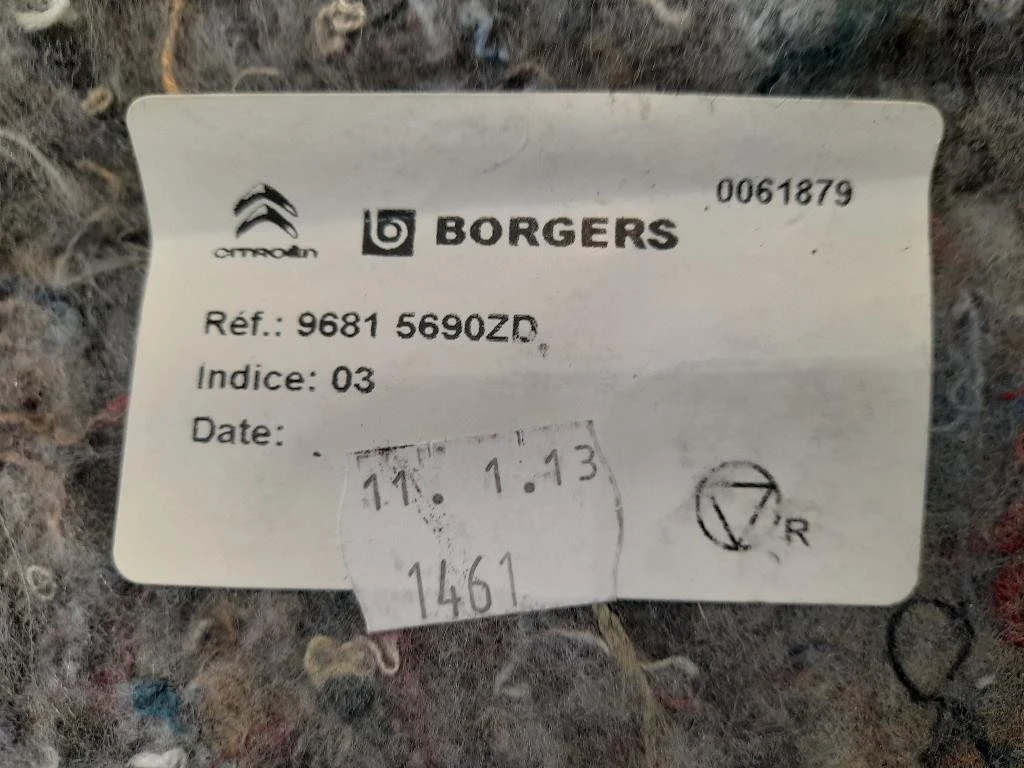 0061879
CITROËN
BORGERS
Réf.: 9681 5690ZD
Indice: 03
Date:
11. 1.13
1461
R